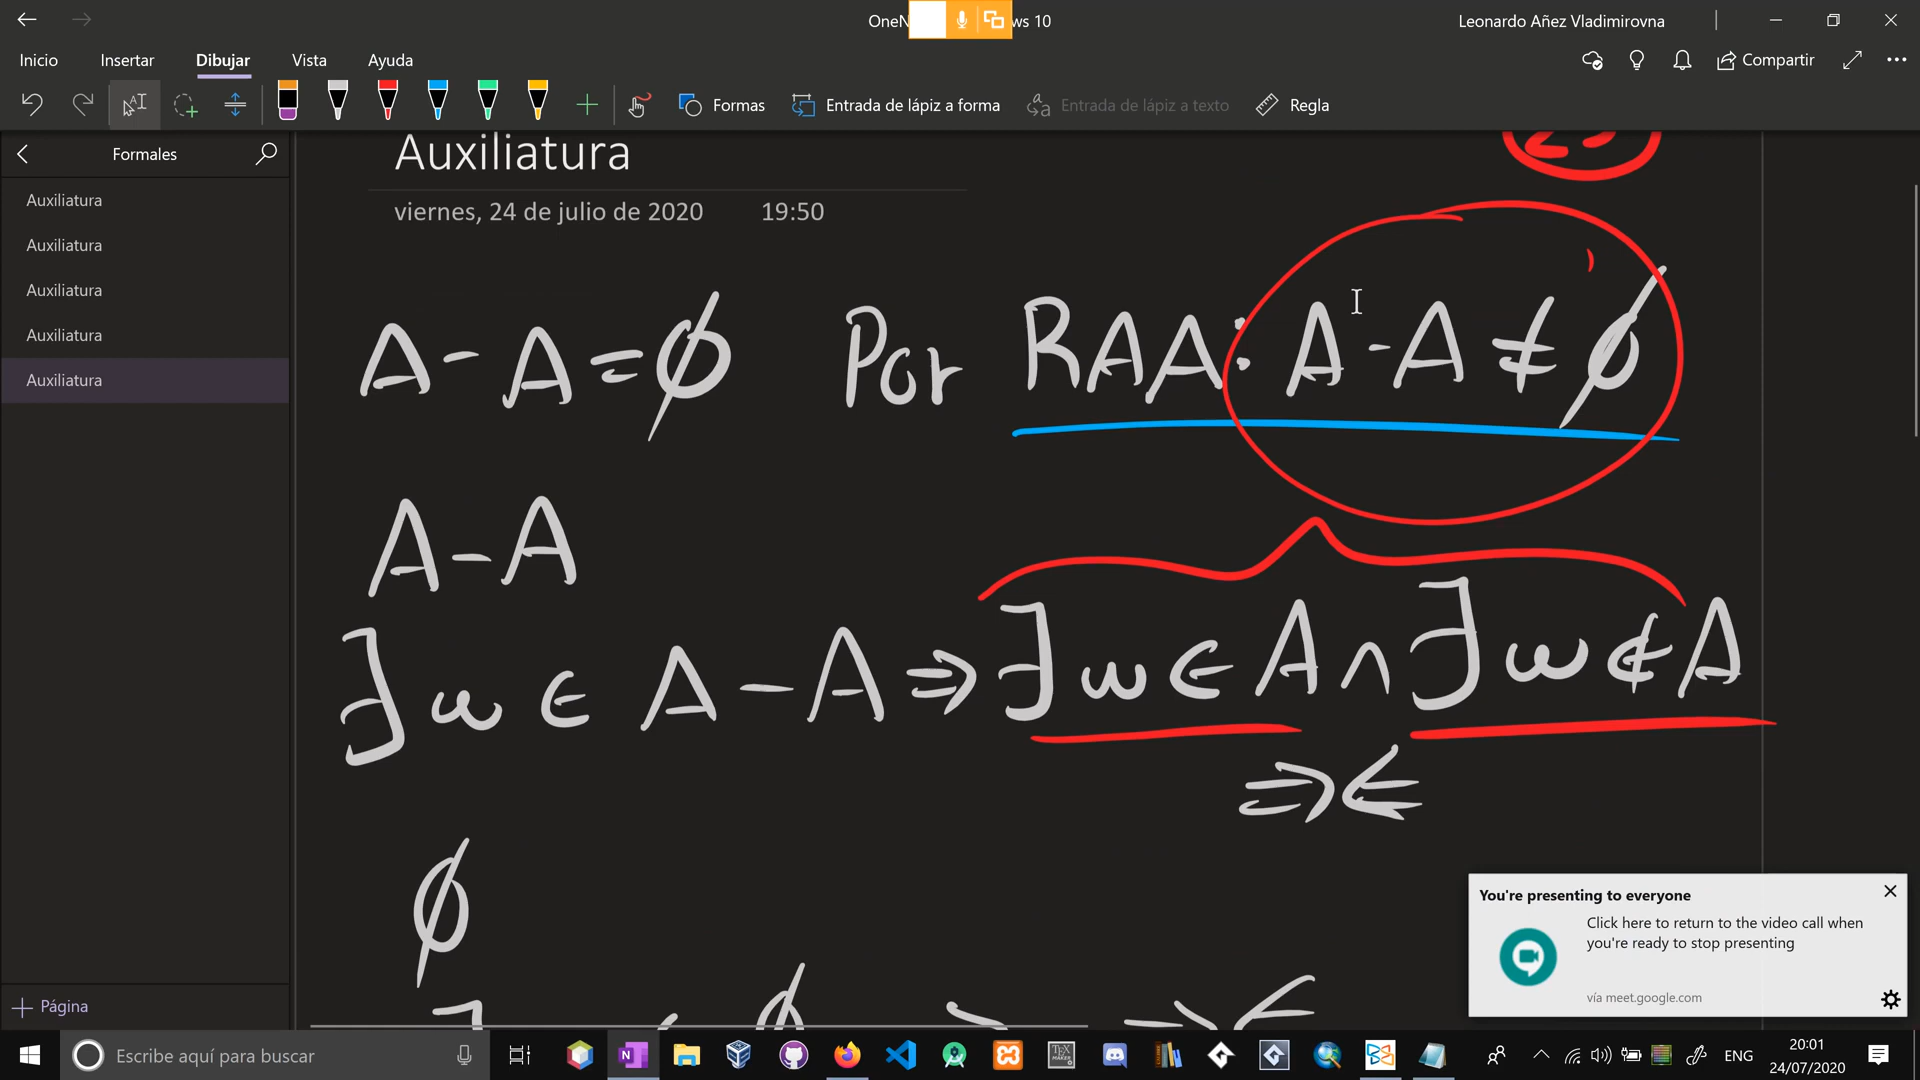 OneN
ws 10
Leonardo Añez Vladimirovna
Inicio
Insertar
Dibujar
Vista
Ayuda
Compartir
Formas
Entrada de lápiz a forma
Entrada de lápiz a texto
Regla
Formales
Auxiliatura
Auxiliatura
Auxiliatura
Auxiliatura
Auxiliatura
Página
Auxiliatura
viernes, 24 de julio de 2020 19:50
A - A = ∅ Por RAA: A - A ≠ ∅
A - A
∃ w ∈ A - A ⇒ ∃ w ∈ A ∧ ∃ w ∉ A
⇒⇐
∅
You're presenting to everyone
Click here to return to the video call when
you're ready to stop presenting
vía meet.google.com
Escribe aquí para buscar
ENG
20:01
24/07/2020